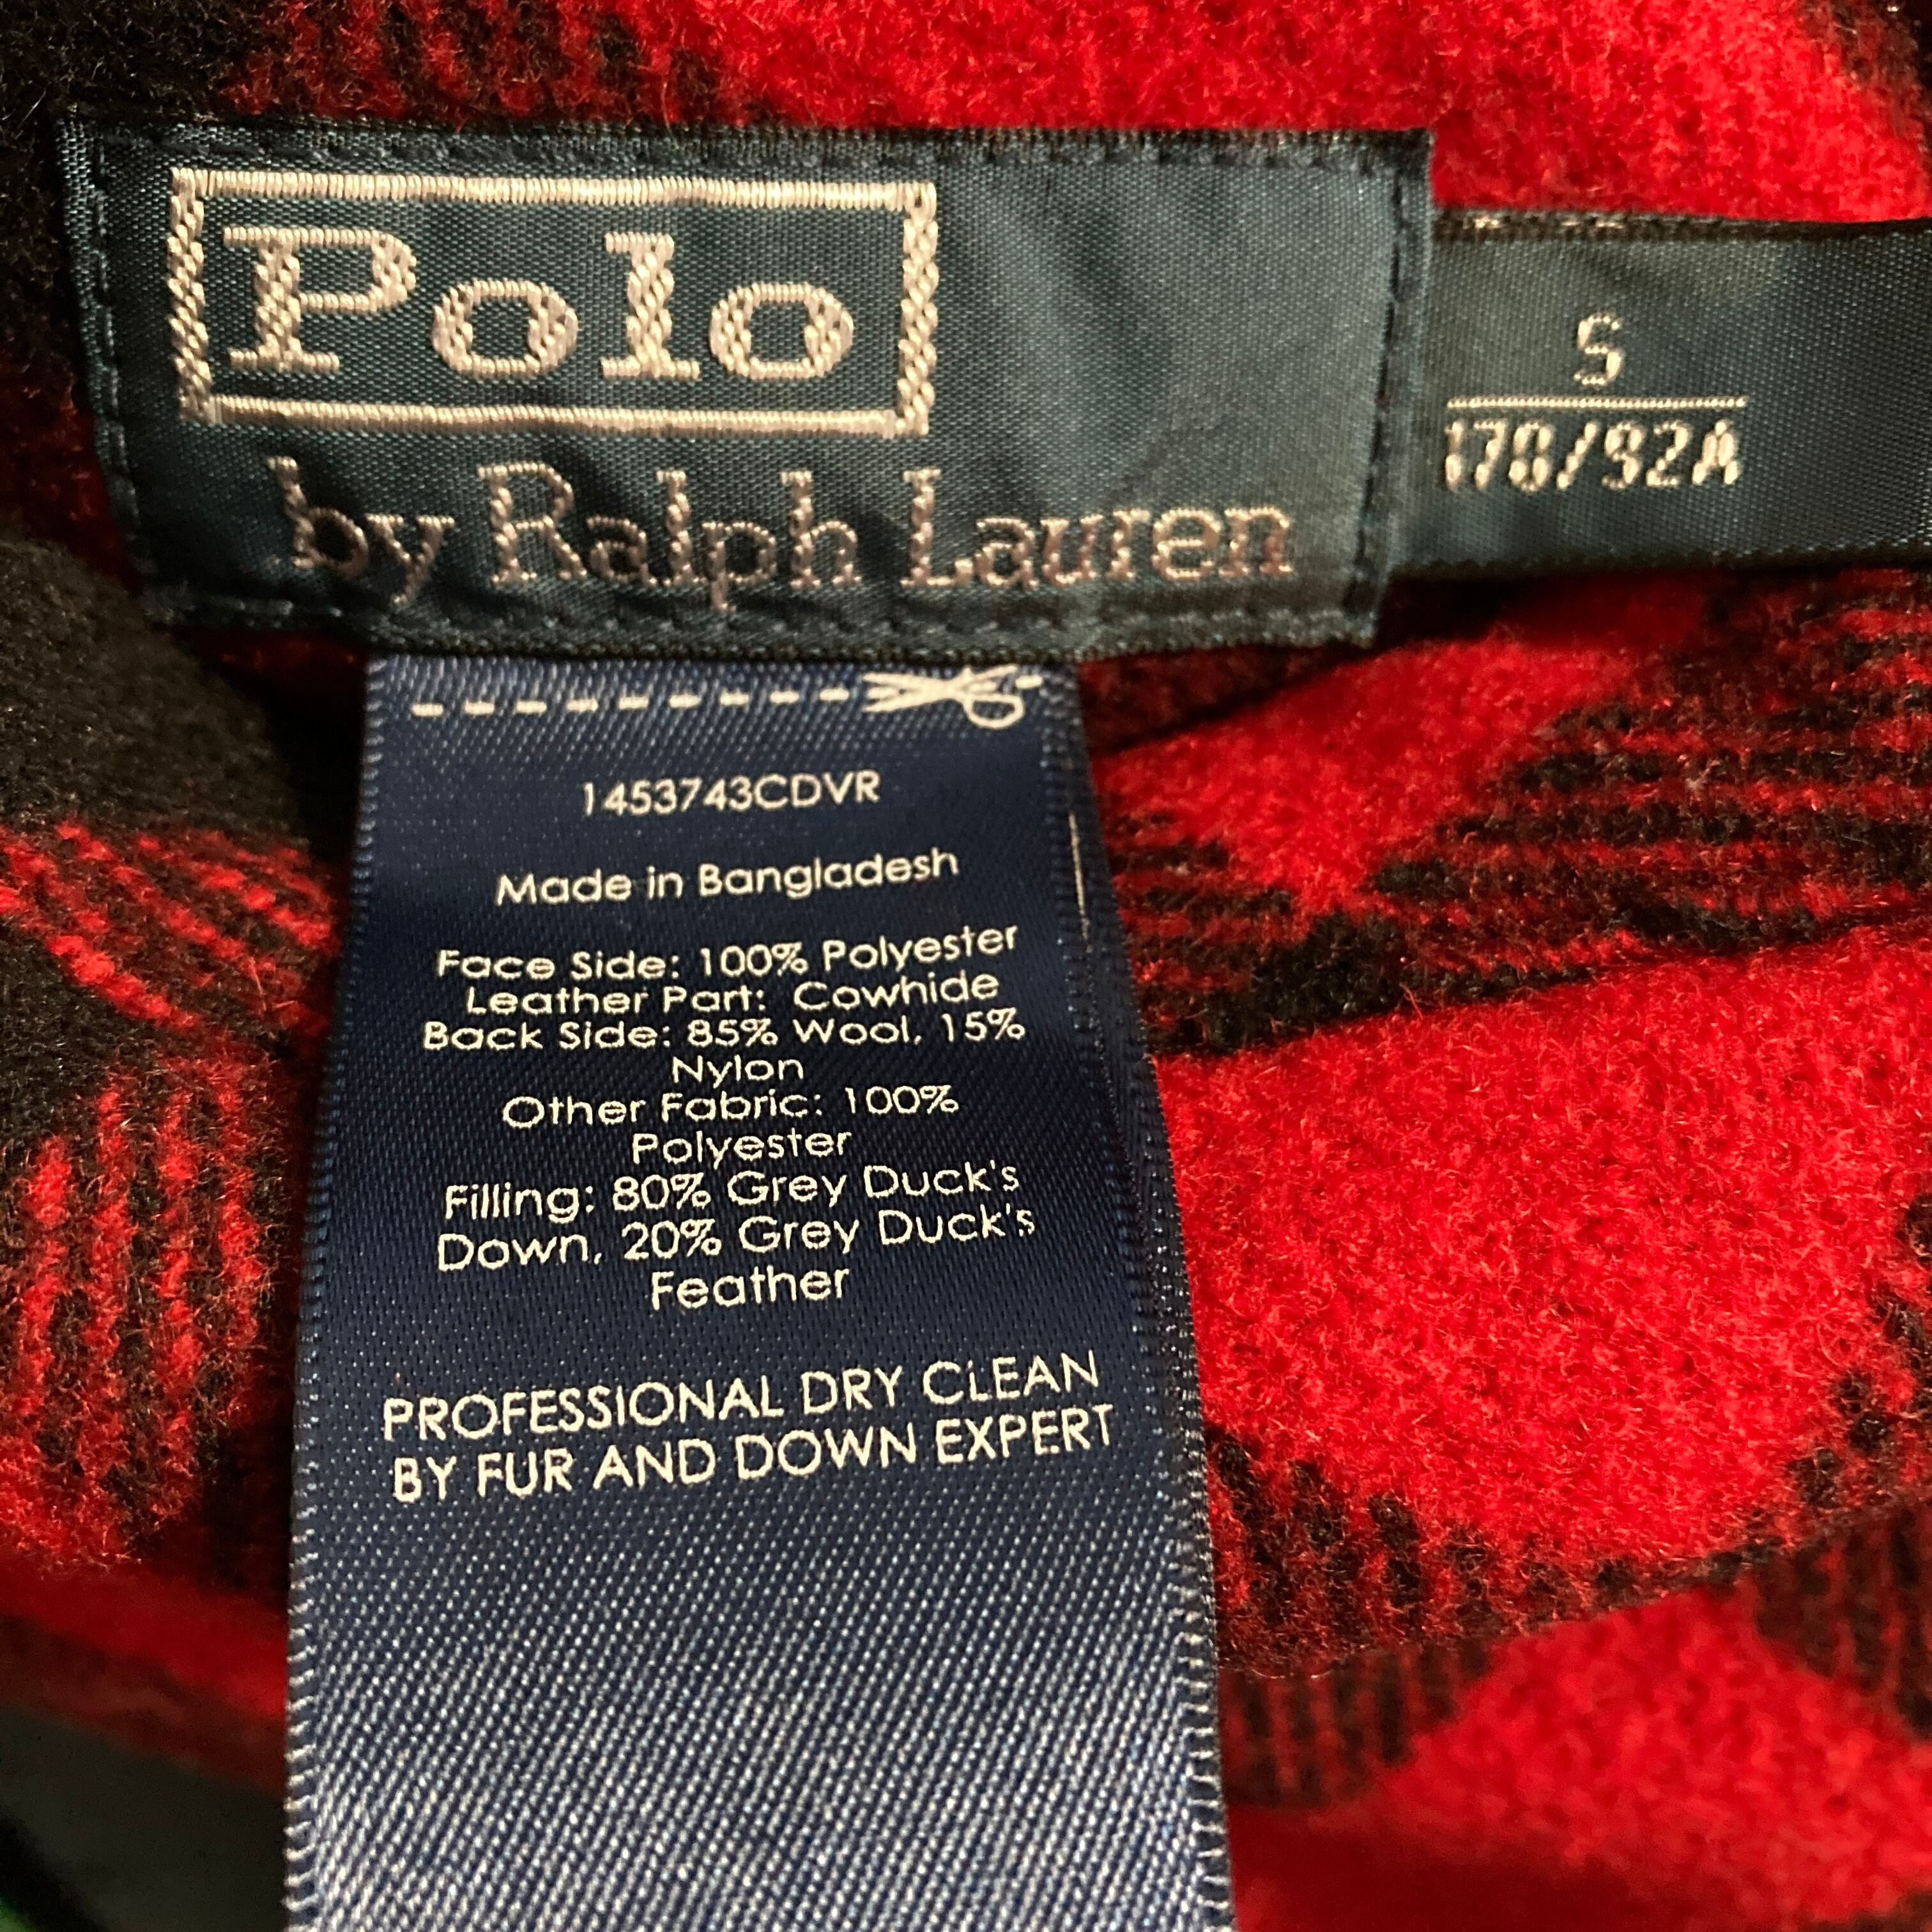 Polo
by Ralph Lauren
S
170/92A
1453743CDVR
Made in Bangladesh
Face Side: 100% Polyester
Leather Part: Cowhide
Back Side: 85% Wool, 15%
Nylon
Other Fabric: 100%
Polyester
Filling: 80% Grey Duck's
Down, 20% Grey Duck's
Feather
PROFESSIONAL DRY CLEAN
BY FUR AND DOWN EXPERT